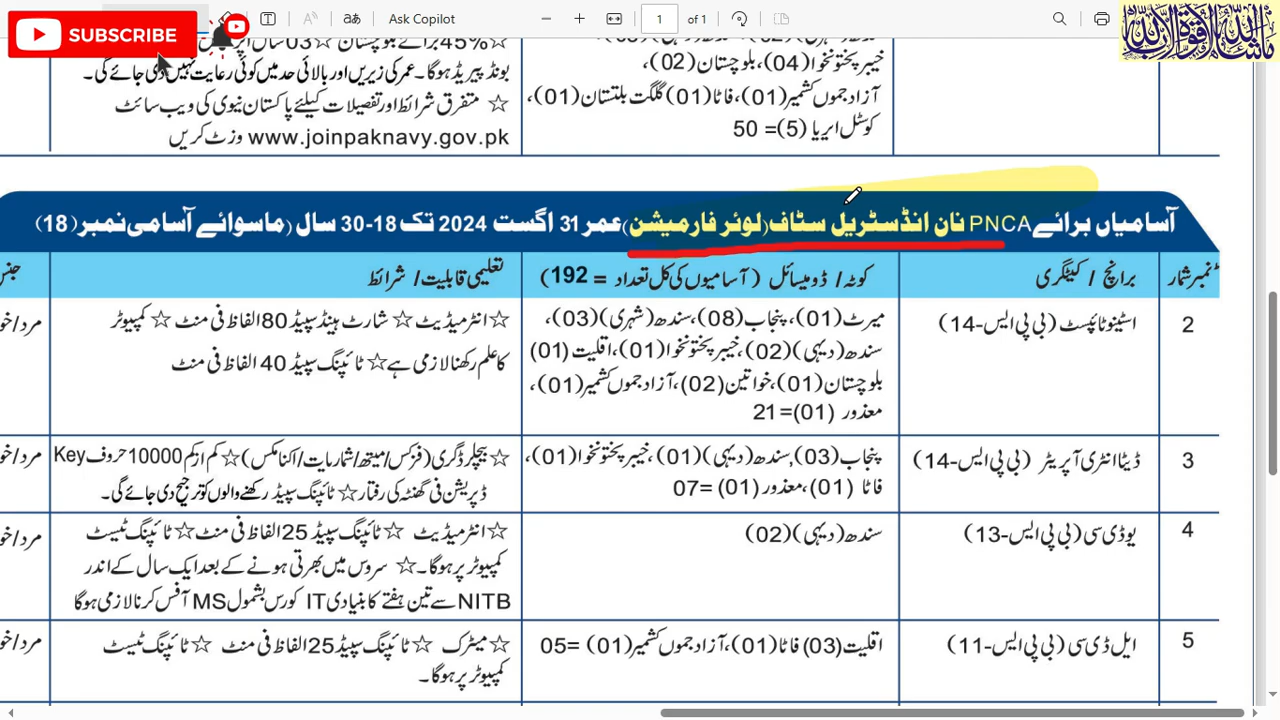 Ask Copilot
1 of 1
SUBSCRIBE
45% برائے بلوچستان ☆ 03 سال
بونڈ پیریڈ ہوگا۔ عمر کی زیریں اور بالائی حد میں کوئی رعایت نہیں دی جائے گی۔
☆ متفرق شرائط اور تفصیلات کیلئے پاکستان نیوی کی ویب سائٹ
www.joinpaknavy.gov.pk وزٹ کریں
خیبر پختونخوا (04)، بلوچستان (02)،
آزاد جموں کشمیر (01)، فاٹا (01) گلگت بلتستان (01)،
کوسٹل ایریا (5) = 50
آسامیاں برائے PNCA نان انڈسٹریل سٹاف (لوئر فارمیشن) عمر 31 اگست 2024 تک 18-30 سال (ماسوائے آسامی نمبر (18)
نمبر شمار
برانچ / کیٹگری
کوٹہ / ڈومیسائل (آسامیوں کی کل تعداد = 192)
تعلیمی قابلیت / شرائط
2
اسٹینو ٹائپسٹ (بی پی ایس-14)
میرٹ (01)، پنجاب (08)، سندھ (شہری) (03)،
سندھ (دیہی) (02)، خیبر پختونخوا (01)، اقلیت (01)
بلوچستان (01)، خواتین (02)، آزاد جموں کشمیر (01)،
معذور (01) = 21
☆ انٹرمیڈیٹ ☆ شارٹ ہینڈ سپیڈ 80 الفاظ فی منٹ ☆ کمپیوٹر
کا علم رکھنا لازمی ہے ☆ ٹائپنگ سپیڈ 40 الفاظ فی منٹ
مرد/خو
3
ڈیٹا انٹری آپریٹر (بی پی ایس-14)
پنجاب (03)، سندھ (دیہی) (01)، خیبر پختونخوا (01)،
فاٹا (01)، معذور (01) = 07
☆ بیچلر ڈگری (فزکس/میتھ/شماریات/اکنامکس) ☆ کم از کم 10000 حروف Key
ڈپریشن فی گھنٹہ کی رفتار ☆ ٹائپنگ سپیڈ رکھنے والوں کو ترجیح دی جائے گی۔
مرد/خو
4
یو ڈی سی (بی پی ایس-13)
سندھ (دیہی) (02)
☆ انٹرمیڈیٹ ☆ ٹائپنگ سپیڈ 25 الفاظ فی منٹ ☆ ٹائپنگ ٹیسٹ
کمپیوٹر پر ہوگا۔ ☆ سروس میں بھرتی ہونے کے بعد ایک سال کے اندر
NITB سے تین ہفتے کا بنیادی IT کورس بشمول MS آفس کرنا لازمی ہوگا
مرد/خو
5
ایل ڈی سی (بی پی ایس-11)
اقلیت (03) فاٹا (01)، آزاد جموں کشمیر (01) = 05
☆ میٹرک ☆ ٹائپنگ سپیڈ 25 الفاظ فی منٹ ☆ ٹائپنگ ٹیسٹ
کمپیوٹر پر ہوگا۔
مرد/خو